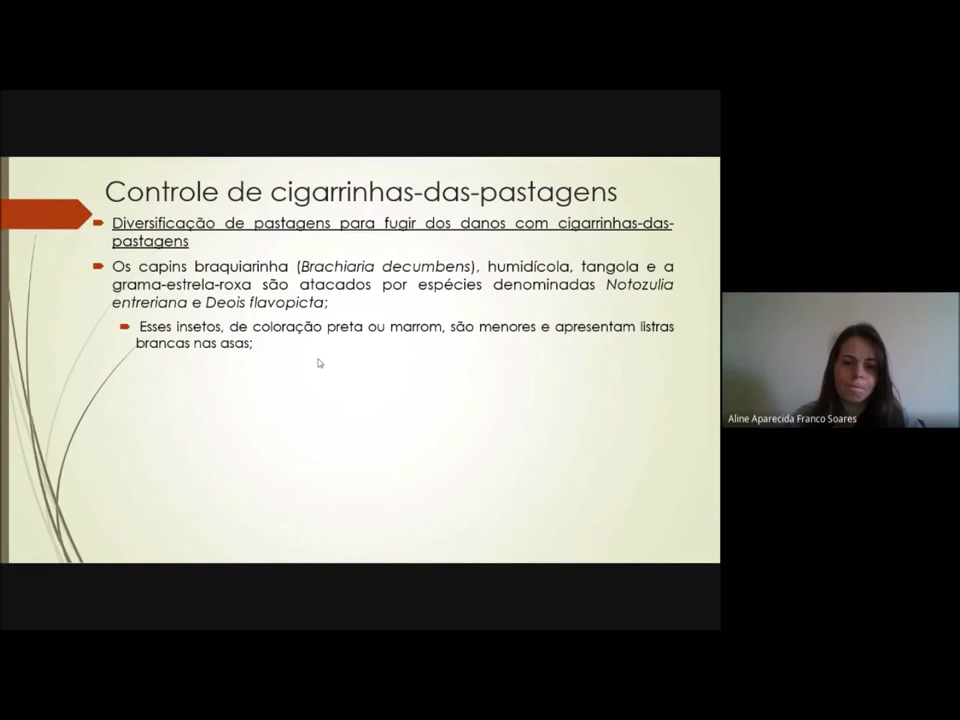 Controle de cigarrinhas-das-pastagens
Diversificação de pastagens para fugir dos danos com cigarrinhas-das-
pastagens
Os capins braquiarinha (Brachiaria decumbens), humidícola, tangola e a
grama-estrela-roxa são atacados por espécies denominadas Notozulia
entreriana e Deois flavopicta;
Esses insetos, de coloração preta ou marrom, são menores e apresentam listras
brancas nas asas;
Aline Aparecida Franco Soares